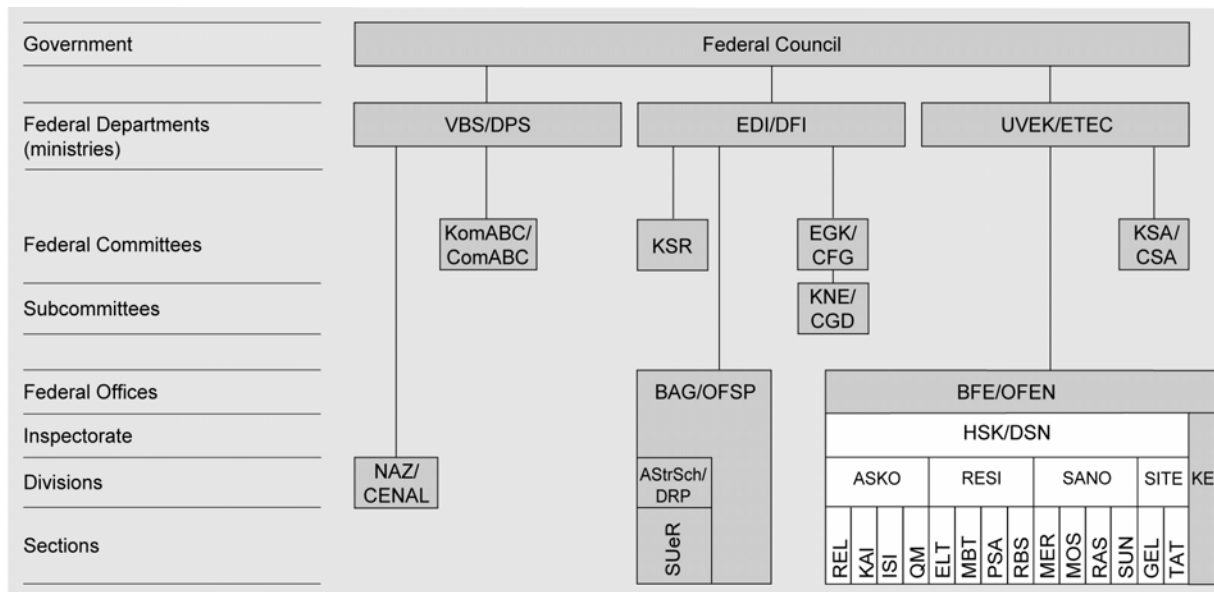 Government
Federal Council
Federal Departments
(ministries)
VBS/DPS
EDI/DFI
UVEK/ETEC
Federal Committees
KomABC/
ComABC
KSR
EGK/
CFG
KSA/
CSA
Subcommittees
KNE/
CGD
Federal Offices
BAG/OFSP
BFE/OFEN
Inspectorate
HSK/DSN
Divisions
NAZ/
CENAL
AStrSch/
DRP
ASKO
RESI
SANO
SITE
KE
Sections
SUeR
REL
KAI
ISI
QM
ELT
MBT
PSA
RBS
MER
MOS
RAS
SUN
GEL
TAT